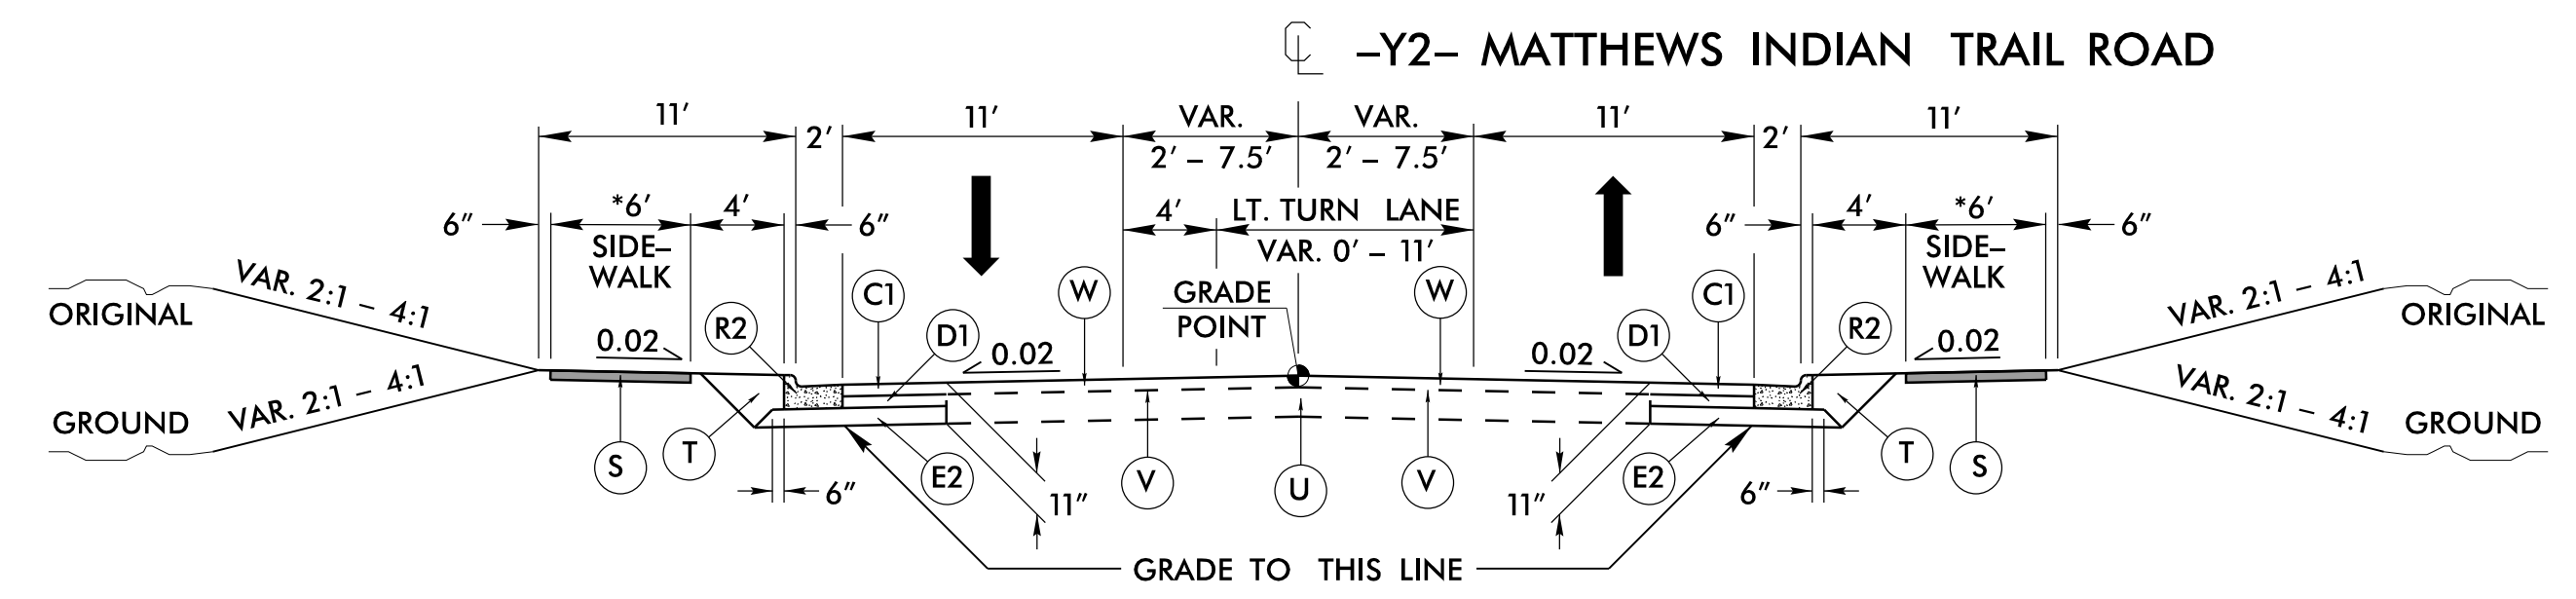 CL –Y2– MATTHEWS INDIAN TRAIL ROAD
11' 2' 11' VAR. VAR. 11' 2' 11'
2' – 7.5' 2' – 7.5'
6" *6' 4' 6" 4' LT. TURN LANE 6" 4' *6' 6"
SIDE– VAR. 0' – 11' SIDE–
WALK WALK
VAR. 2:1 – 4:1 C1 W GRADE W C1 VAR. 2:1 – 4:1
ORIGINAL R2 D1 POINT D1 R2 ORIGINAL
0.02 0.02 0.02 0.02
VAR. 2:1 – 4:1 VAR. 2:1 – 4:1
GROUND GROUND
S T E2 V U V E2 T S
6" 11" 11" 6"
GRADE TO THIS LINE